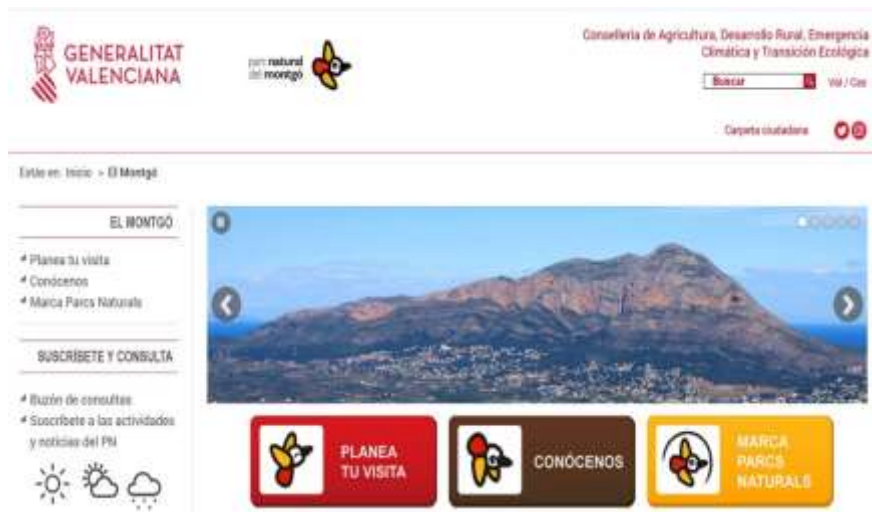 GENERALITAT
VALENCIANA
parc natural
del montgó
Conselleria de Agricultura, Desarrollo Rural, Emergencia
Climática y Transición Ecológica
Buscar
Val / Cas
Carpeta ciudadana
Estás en: Inicio > El Montgó
EL MONTGÓ
Planea tu visita
Conócenos
Marca Parcs Naturals
SUSCRÍBETE Y CONSULTA
Buzón de consultas
Suscríbete a las actividades
y noticias del PN
PLANEA
TU VISITA
CONÓCENOS
MARCA
PARCS
NATURALS